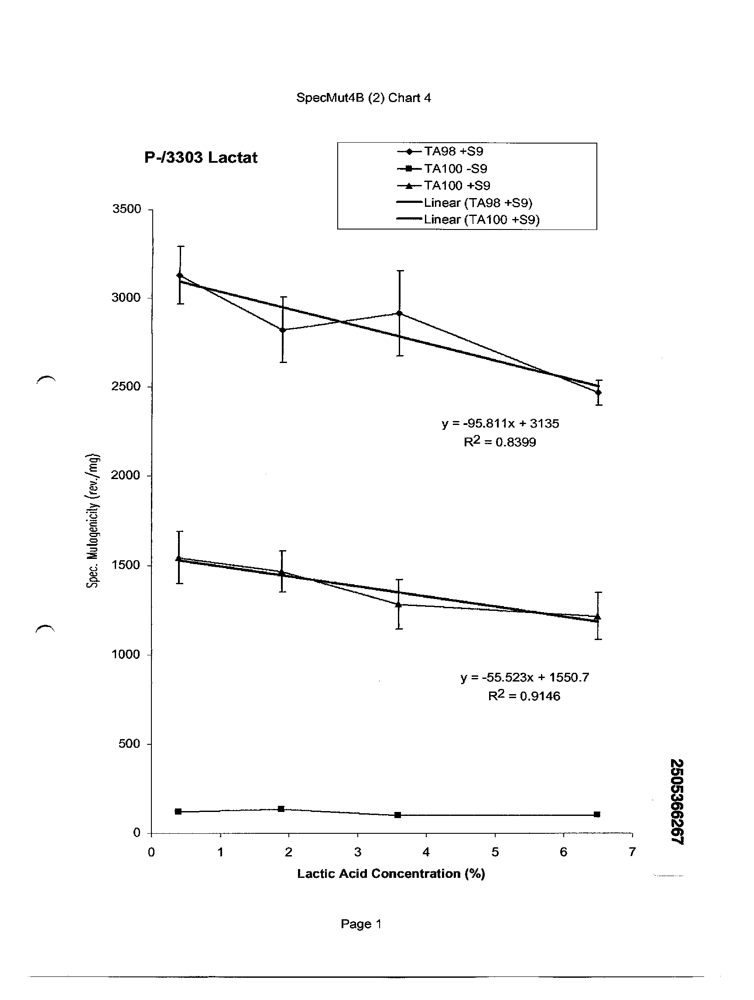 SpecMut4B (2) Chart 4
P-/3303 Lactat
TA98 +S9
TA100 -S9
TA100 +S9
Linear (TA98 +S9)
Linear (TA100 +S9)
3500
3000
2500
2000
1500
1000
500
0
Spec. Mutagenicity (rev./mg)
y = -95.811x + 3135
R2 = 0.8399
y = -55.523x + 1550.7
R2 = 0.9146
0 1 2 3 4 5 6 7
Lactic Acid Concentration (%)
2505366267
Page 1